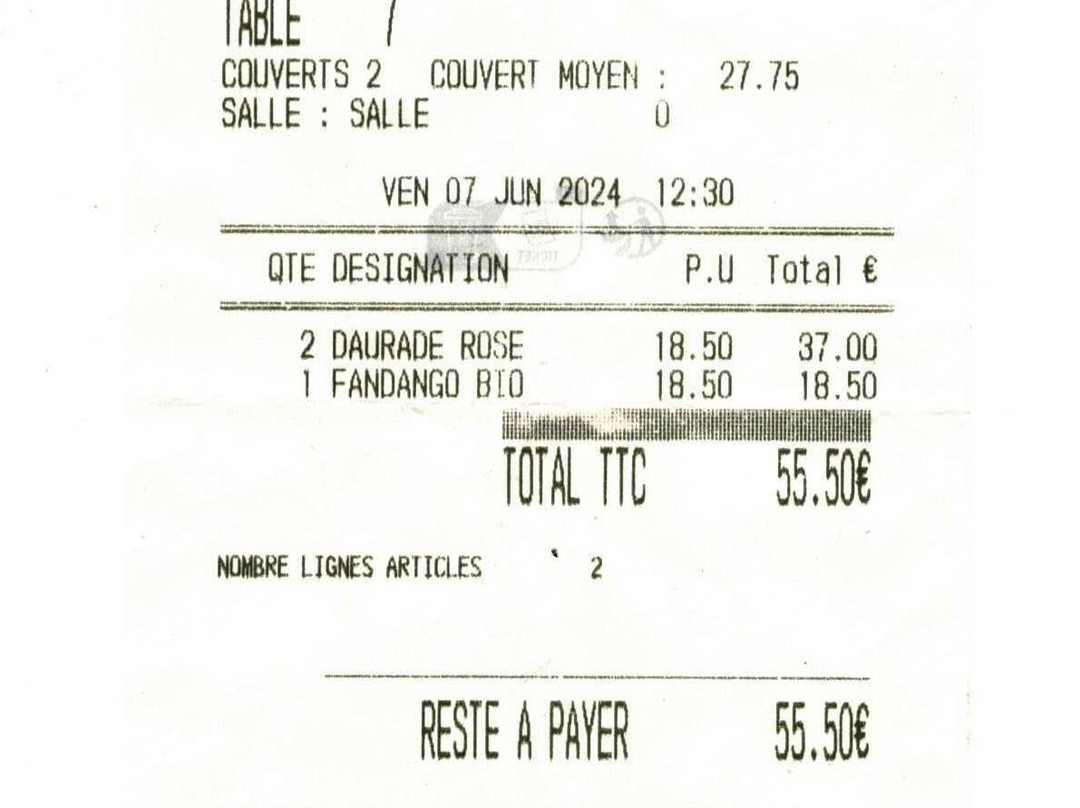 TABLE 7
COUVERTS 2 COUVERT MOYEN : 27.75
SALLE : SALLE 0
VEN 07 JUN 2024 12:30
QTE DESIGNATION P.U Total €
2 DAURADE ROSE 18.50 37.00
1 FANDANGO BIO 18.50 18.50
TOTAL TTC 55.50€
NOMBRE LIGNES ARTICLES 2
RESTE A PAYER 55.50€